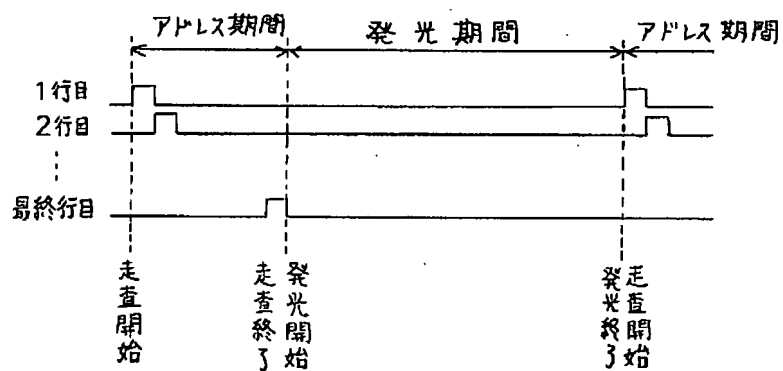 アドレス期間
発光期間
アドレス期間
1行目
2行目
⋮
最終行目
走査開始
走査終了
発光開始
発光終了
走査開始